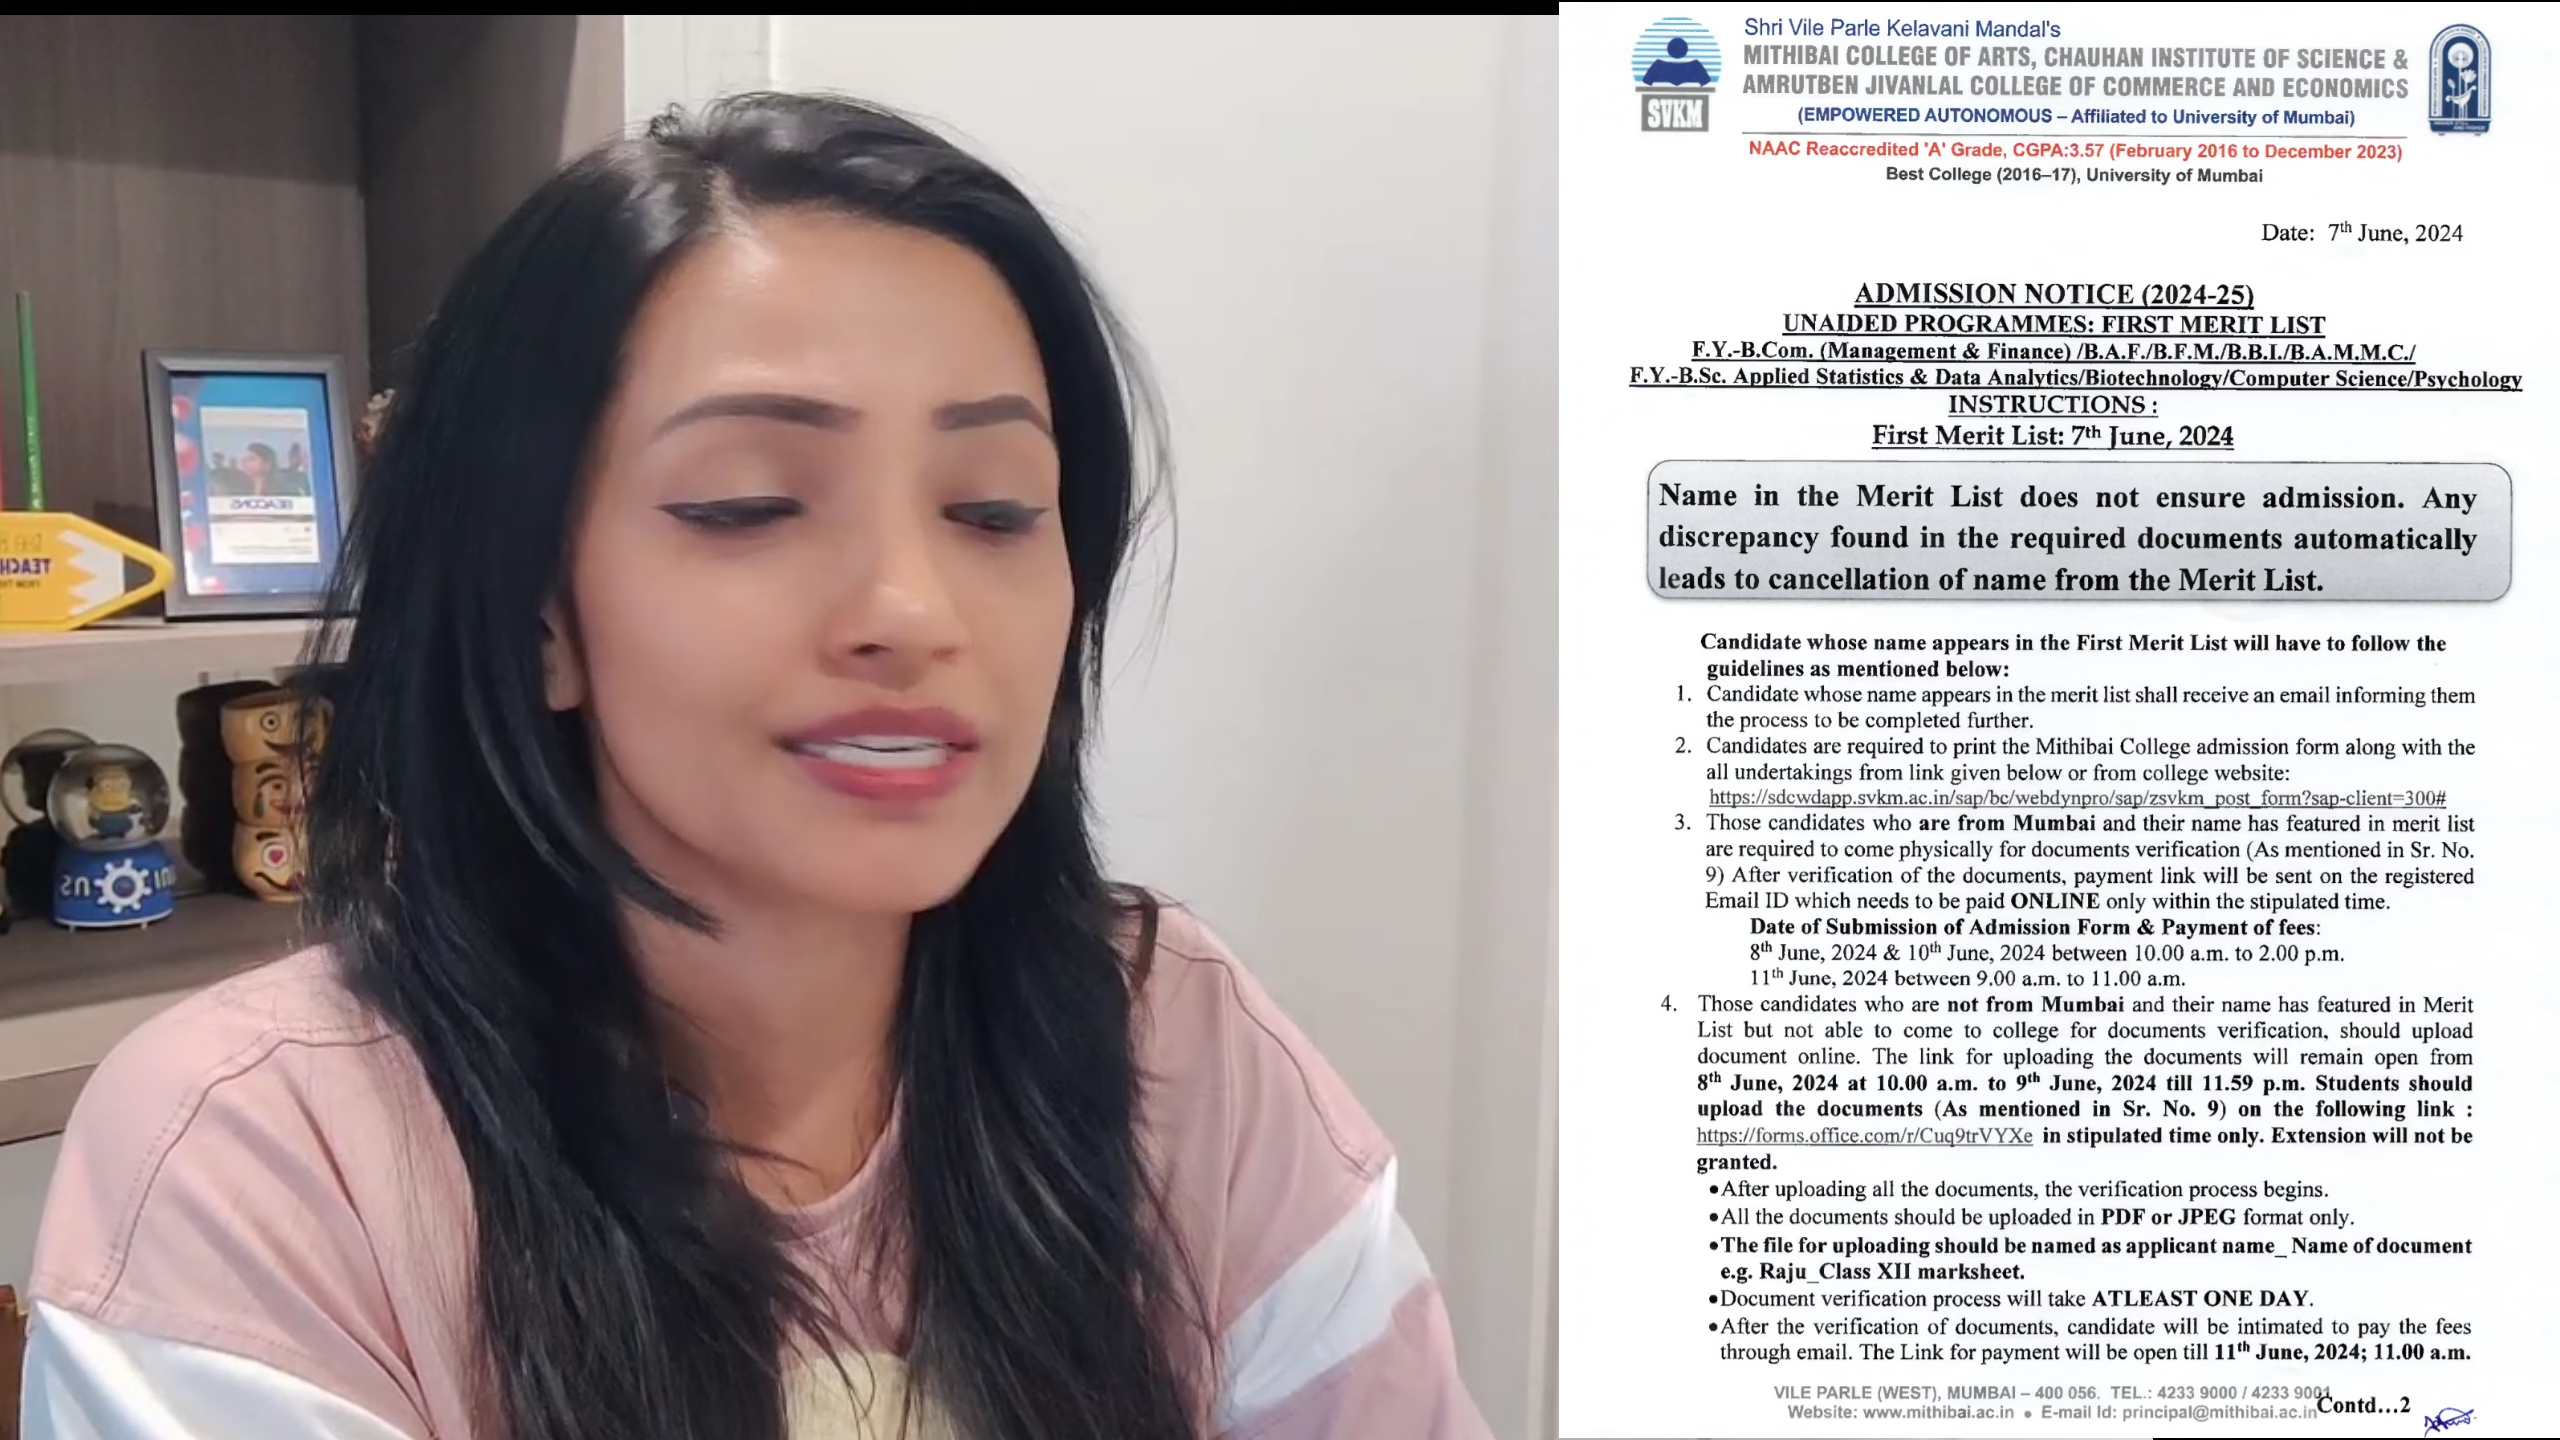 TEACH
BEACONS
SVKM
Shri Vile Parle Kelavani Mandal's
MITHIBAI COLLEGE OF ARTS, CHAUHAN INSTITUTE OF SCIENCE &
AMRUTBEN JIVANLAL COLLEGE OF COMMERCE AND ECONOMICS
(EMPOWERED AUTONOMOUS – Affiliated to University of Mumbai)
NAAC Reaccredited 'A' Grade, CGPA:3.57 (February 2016 to December 2023)
Best College (2016–17), University of Mumbai
Date: 7th June, 2024
ADMISSION NOTICE (2024-25)
UNAIDED PROGRAMMES: FIRST MERIT LIST
F.Y.-B.Com. (Management & Finance) /B.A.F./B.F.M./B.B.I./B.A.M.M.C./
F.Y.-B.Sc. Applied Statistics & Data Analytics/Biotechnology/Computer Science/Psychology
INSTRUCTIONS :
First Merit List: 7th June, 2024
Name in the Merit List does not ensure admission. Any
discrepancy found in the required documents automatically
leads to cancellation of name from the Merit List.
Candidate whose name appears in the First Merit List will have to follow the
guidelines as mentioned below:
1. Candidate whose name appears in the merit list shall receive an email informing them
the process to be completed further.
2. Candidates are required to print the Mithibai College admission form along with the
all undertakings from link given below or from college website:
https://sdcwdapp.svkm.ac.in/sap/bc/webdynpro/sap/zsvkm_post_form?sap-client=300#
3. Those candidates who are from Mumbai and their name has featured in merit list
are required to come physically for documents verification (As mentioned in Sr. No.
9) After verification of the documents, payment link will be sent on the registered
Email ID which needs to be paid ONLINE only within the stipulated time.
Date of Submission of Admission Form & Payment of fees:
8th June, 2024 & 10th June, 2024 between 10.00 a.m. to 2.00 p.m.
11th June, 2024 between 9.00 a.m. to 11.00 a.m.
4. Those candidates who are not from Mumbai and their name has featured in Merit
List but not able to come to college for documents verification, should upload
document online. The link for uploading the documents will remain open from
8th June, 2024 at 10.00 a.m. to 9th June, 2024 till 11.59 p.m. Students should
upload the documents (As mentioned in Sr. No. 9) on the following link :
https://forms.office.com/r/Cuq9trVYXe in stipulated time only. Extension will not be
granted.
•After uploading all the documents, the verification process begins.
•All the documents should be uploaded in PDF or JPEG format only.
•The file for uploading should be named as applicant name_ Name of document
e.g. Raju_Class XII marksheet.
•Document verification process will take ATLEAST ONE DAY.
•After the verification of documents, candidate will be intimated to pay the fees
through email. The Link for payment will be open till 11th June, 2024; 11.00 a.m.
VILE PARLE (WEST), MUMBAI – 400 056. TEL.: 4233 9000 / 4233 9001
Website: www.mithibai.ac.in • E-mail Id: principal@mithibai.ac.in
Contd...2